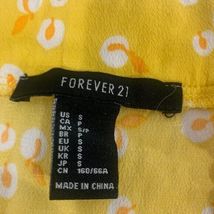 FOREVER 21
US S
CA P
MX S/P
BR P
EU S
UK S
KR S
JP S
CN 160/66A
MADE IN CHINA